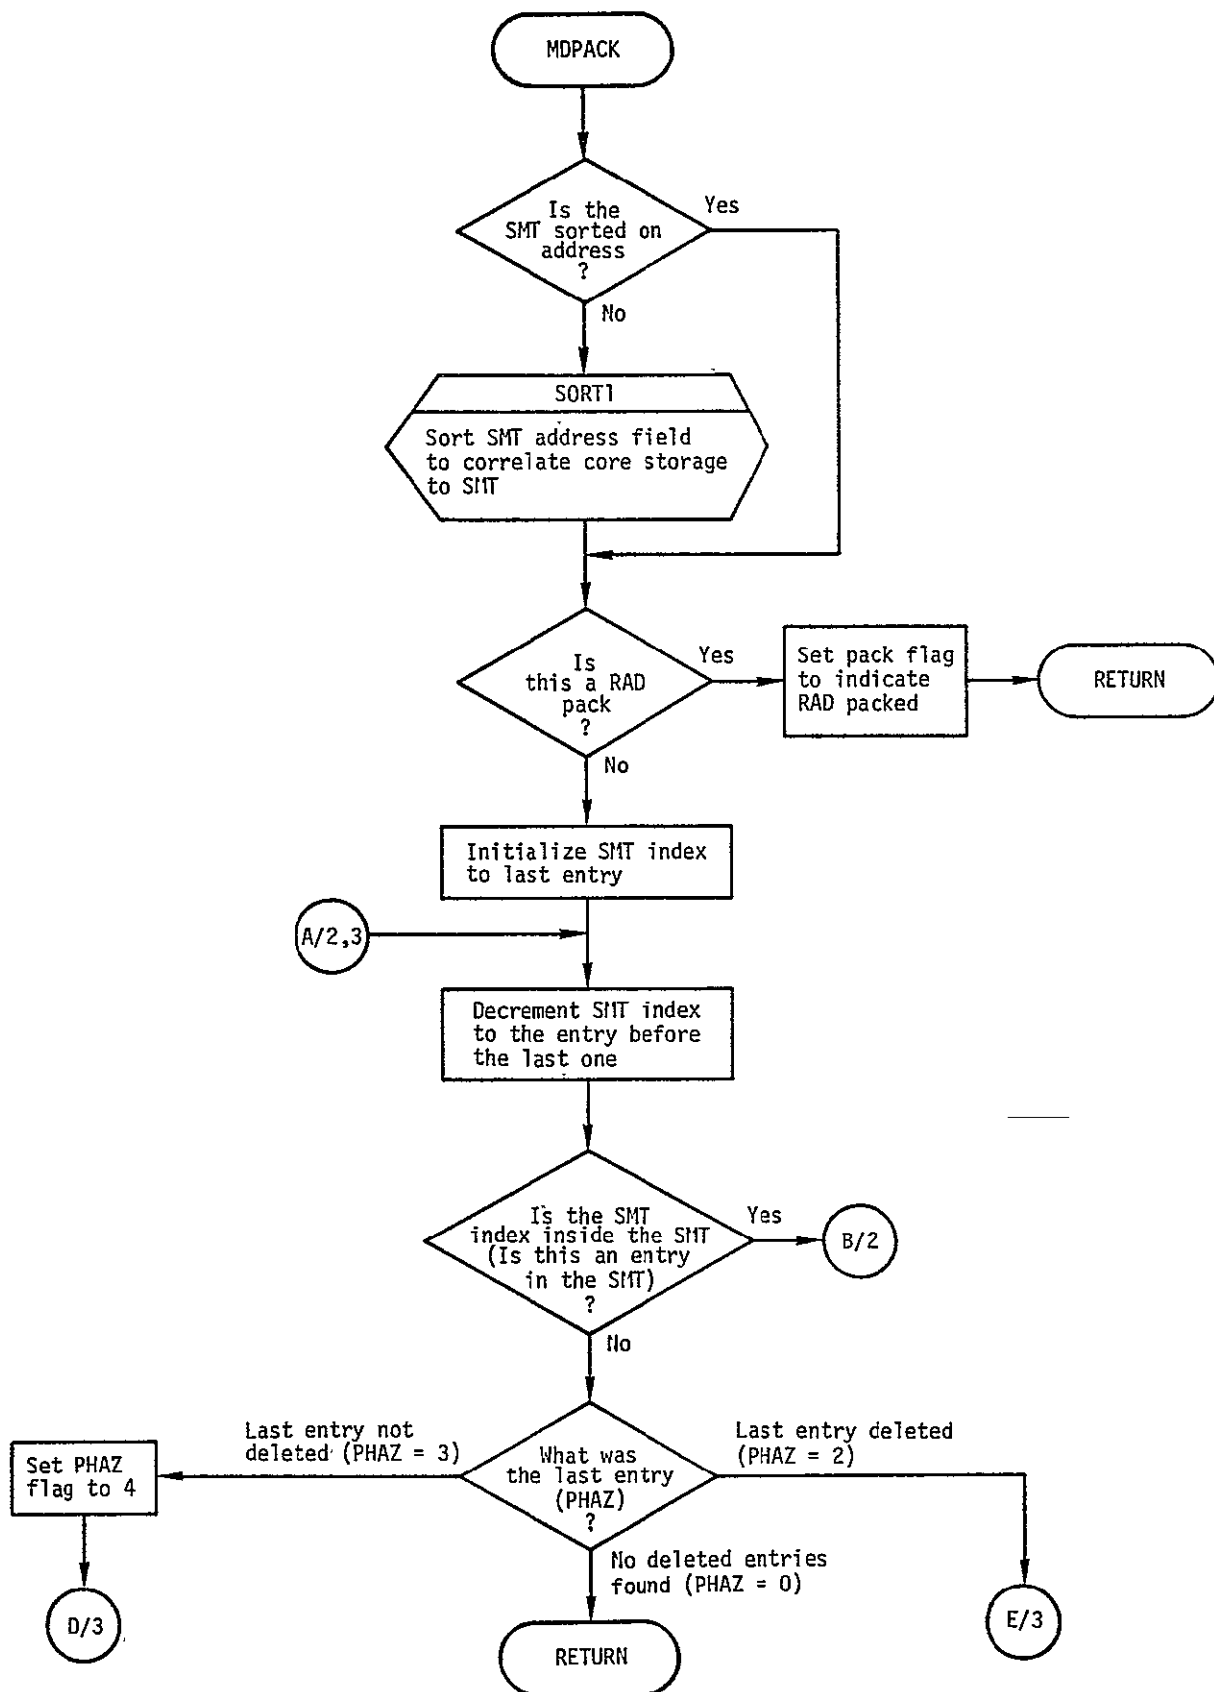 MDPACK
Is the
SMT sorted on
address
?
Yes
No
SORT1
Sort SMT address field
to correlate core storage
to SMT
Is
this a RAD
pack
?
Yes
Set pack flag
to indicate
RAD packed
RETURN
No
Initialize SMT index
to last entry
A/2,3
Decrement SMT index
to the entry before
the last one
Is the SMT
index inside the SMT
(Is this an entry
in the SMT)
?
Yes
B/2
No
What was
the last entry
(PHAZ)
?
Last entry not
deleted (PHAZ = 3)
Set PHAZ
flag to 4
D/3
Last entry deleted
(PHAZ = 2)
E/3
No deleted entries
found (PHAZ = 0)
RETURN